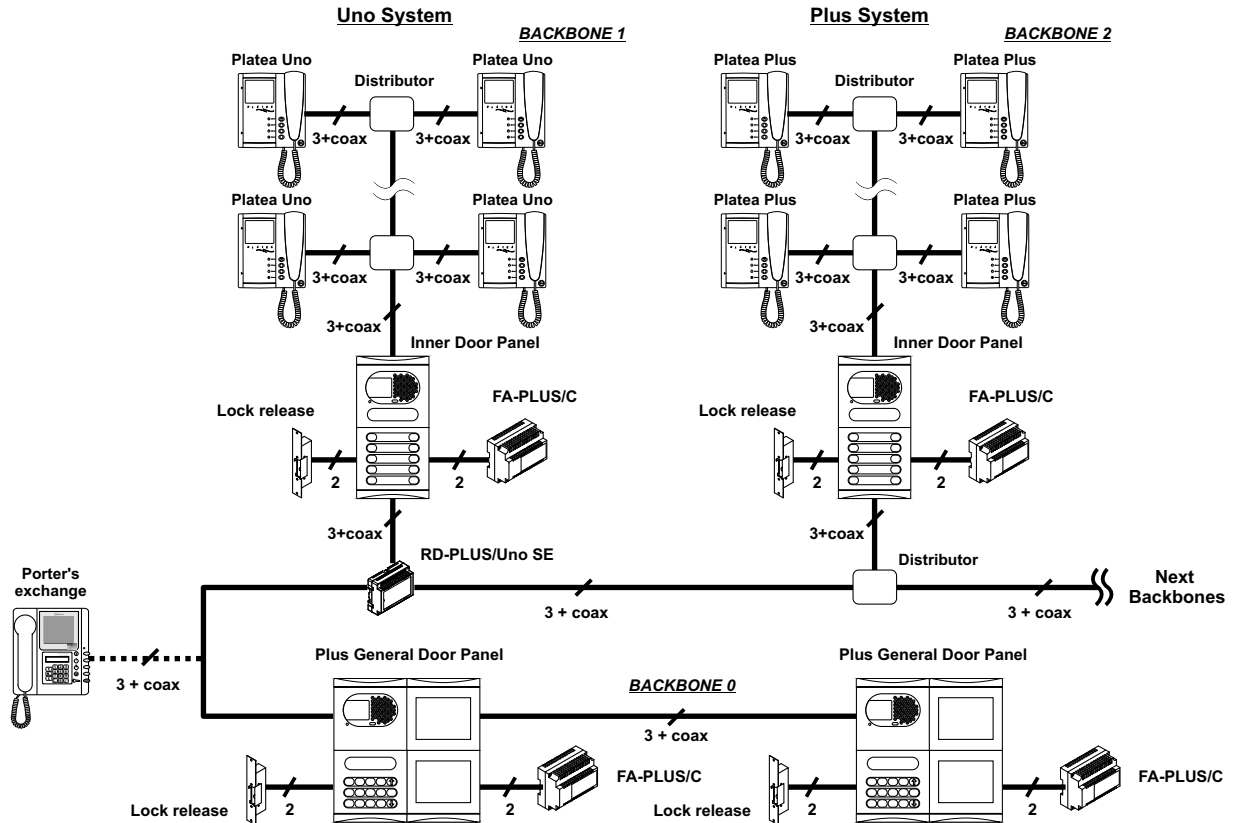 Uno System
Plus System
BACKBONE 1
BACKBONE 2
Platea Uno
Platea Uno
Platea Plus
Platea Plus
Distributor
Distributor
3+coax
3+coax
3+coax
3+coax
Platea Uno
Platea Uno
Platea Plus
Platea Plus
3+coax
3+coax
3+coax
3+coax
3+coax
3+coax
Inner Door Panel
Inner Door Panel
Lock release
FA-PLUS/C
Lock release
FA-PLUS/C
2
2
2
2
3+coax
3+coax
RD-PLUS/Uno SE
Distributor
Porter's
exchange
3 + coax
3 + coax
Next
Backbones
3 + coax
Plus General Door Panel
Plus General Door Panel
BACKBONE 0
3 + coax
FA-PLUS/C
FA-PLUS/C
Lock release
2
2
Lock release
2
2